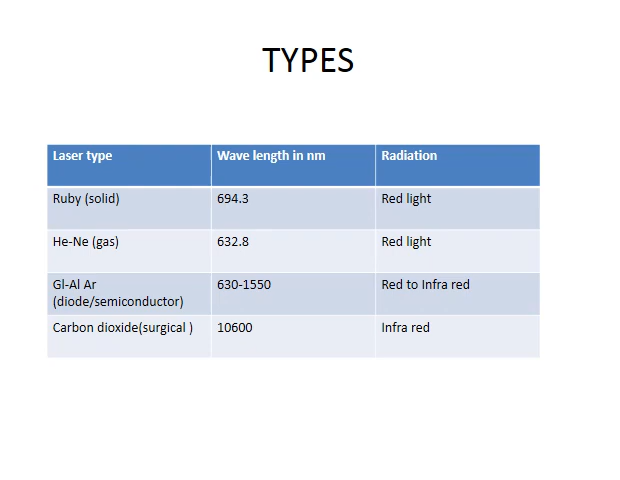 TYPES
Laser type Wave length in nm Radiation
Ruby (solid) 694.3 Red light
He-Ne (gas) 632.8 Red light
Gl-Al Ar 630-1550 Red to Infra red
(diode/semiconductor)
Carbon dioxide(surgical ) 10600 Infra red